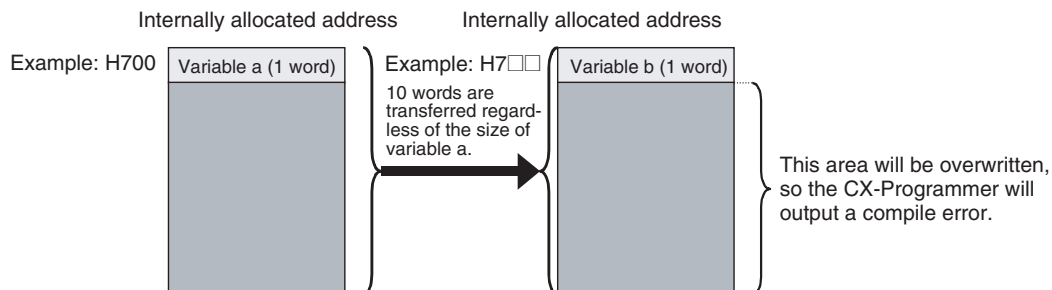 Internally allocated address
Internally allocated address
Example: H700
Variable a (1 word)
Example: H7□□
Variable b (1 word)
10 words are
transferred regard-
less of the size of
variable a.
This area will be overwritten,
so the CX-Programmer will
output a compile error.